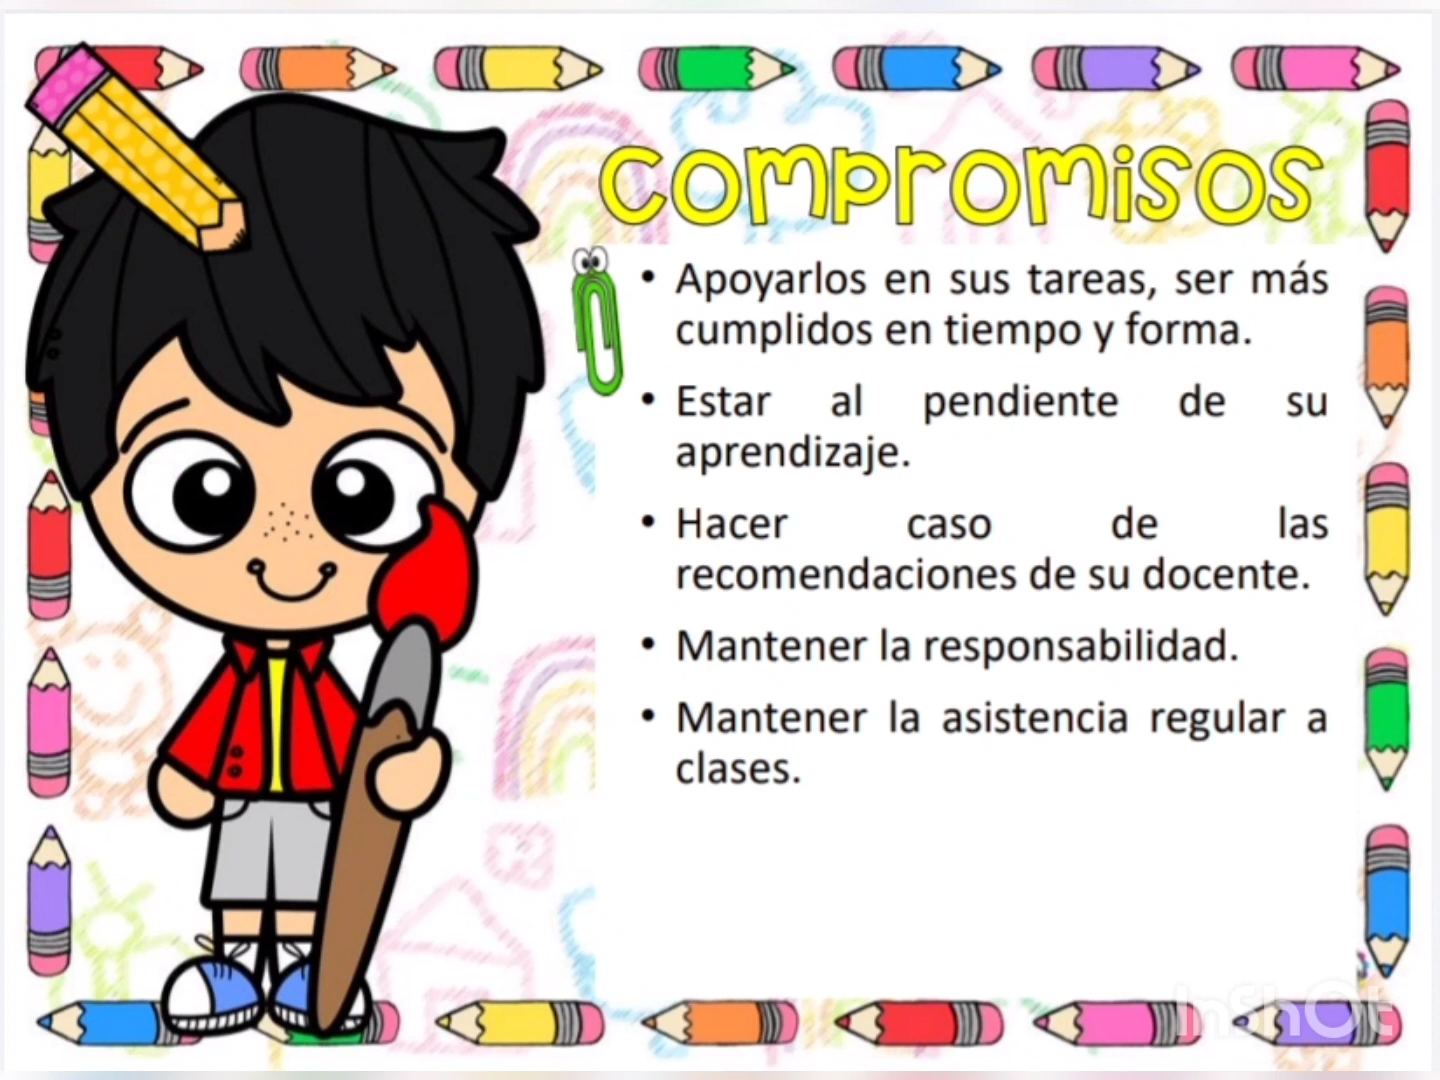 Compromisos
• Apoyarlos en sus tareas, ser más
cumplidos en tiempo y forma.
• Estar al pendiente de su
aprendizaje.
• Hacer caso de las
recomendaciones de su docente.
• Mantener la responsabilidad.
• Mantener la asistencia regular a
clases.
InShOt